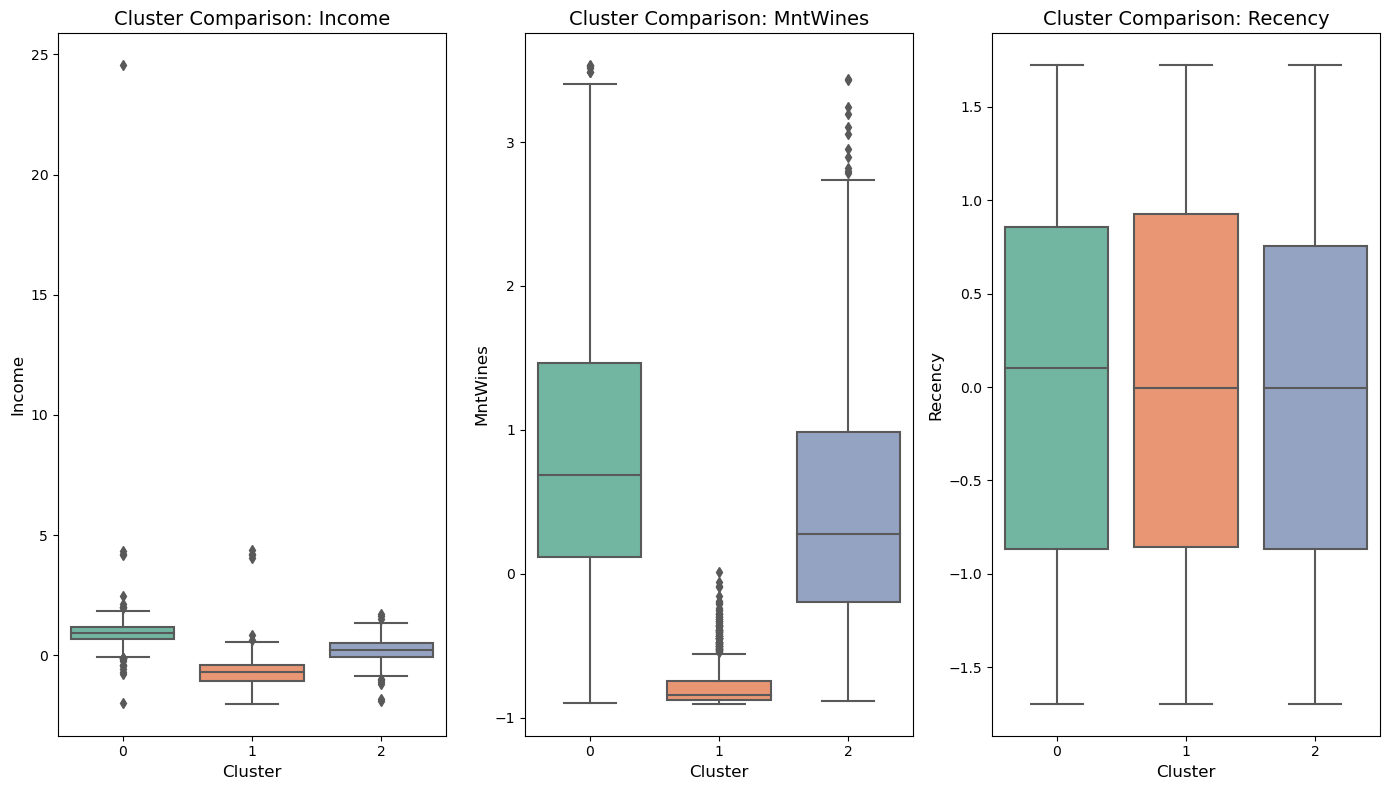 Cluster Comparison: Income
Income
25
20
15
10
5
0
0 1 2
Cluster
Cluster Comparison: MntWines
MntWines
3
2
1
0
−1
0 1 2
Cluster
Cluster Comparison: Recency
Recency
1.5
1.0
0.5
0.0
−0.5
−1.0
−1.5
0 1 2
Cluster